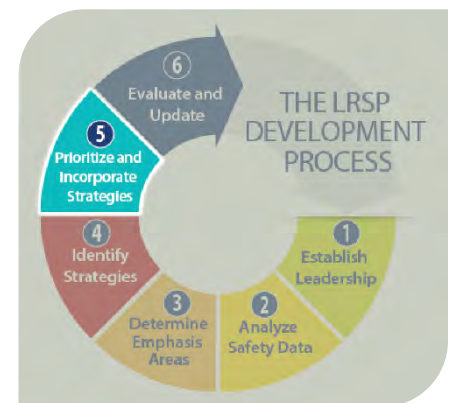 THE LRSP
DEVELOPMENT
PROCESS
1
Establish
Leadership
2
Analyze
Safety Data
3
Determine
Emphasis
Areas
4
Identify
Strategies
5
Prioritize and
Incorporate
Strategies
6
Evaluate and
Update